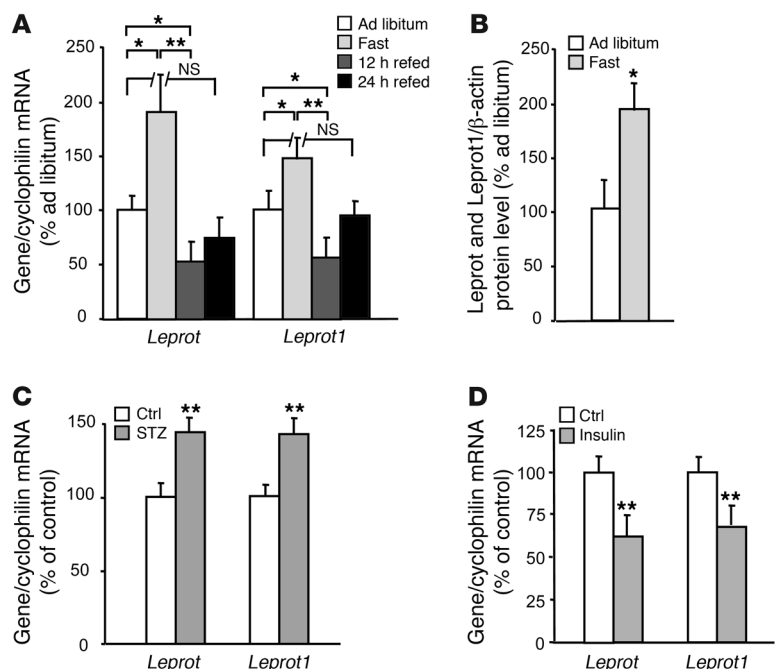 A
Gene/cyclophilin mRNA
(% ad libitum)
250
200
150
100
50
0
*
* **
NS
*
* **
NS
Ad libitum
Fast
12 h refed
24 h refed
Leprot
Leprot1
B
Leprot and Leprot1/β-actin
protein level (% ad libitum)
250
200
150
100
50
0
Ad libitum
Fast
*
C
Gene/cyclophilin mRNA
(% of control)
150
100
50
0
Ctrl
STZ
**
**
Leprot
Leprot1
D
Gene/cyclophilin mRNA
(% of control)
125
100
75
50
25
0
Ctrl
Insulin
**
**
Leprot
Leprot1